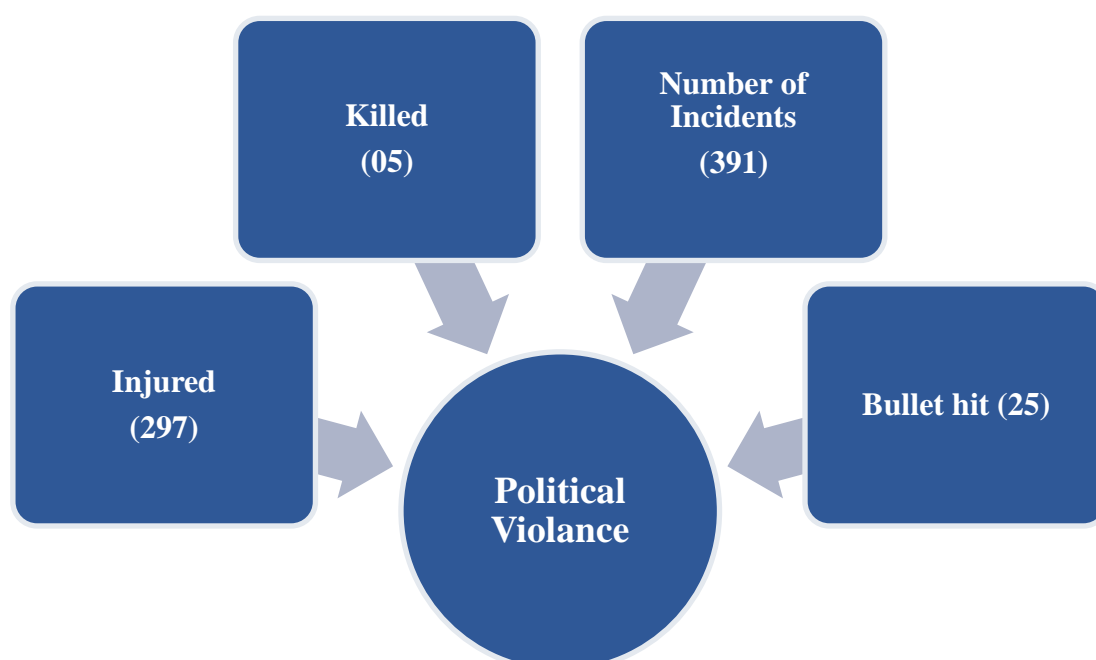 Killed
(05)
Number of
Incidents
(391)
Injured
(297)
Bullet hit (25)
Political
Violance